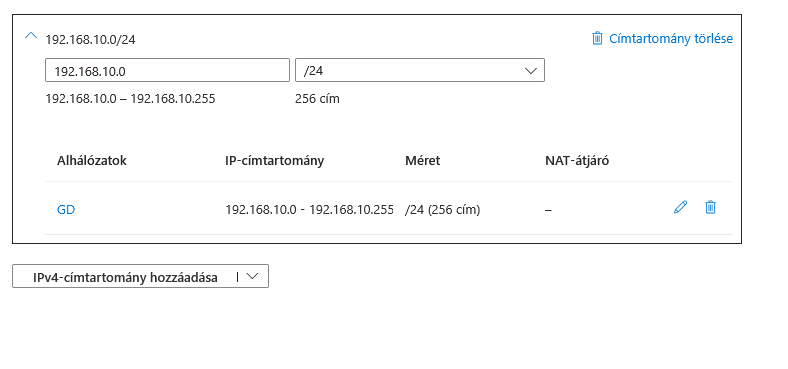 192.168.10.0/24 Címtartomány törlése
192.168.10.0 /24
192.168.10.0 – 192.168.10.255 256 cím
Alhálózatok IP-címtartomány Méret NAT-átjáró
GD 192.168.10.0 - 192.168.10.255 /24 (256 cím) –
IPv4-címtartomány hozzáadása |